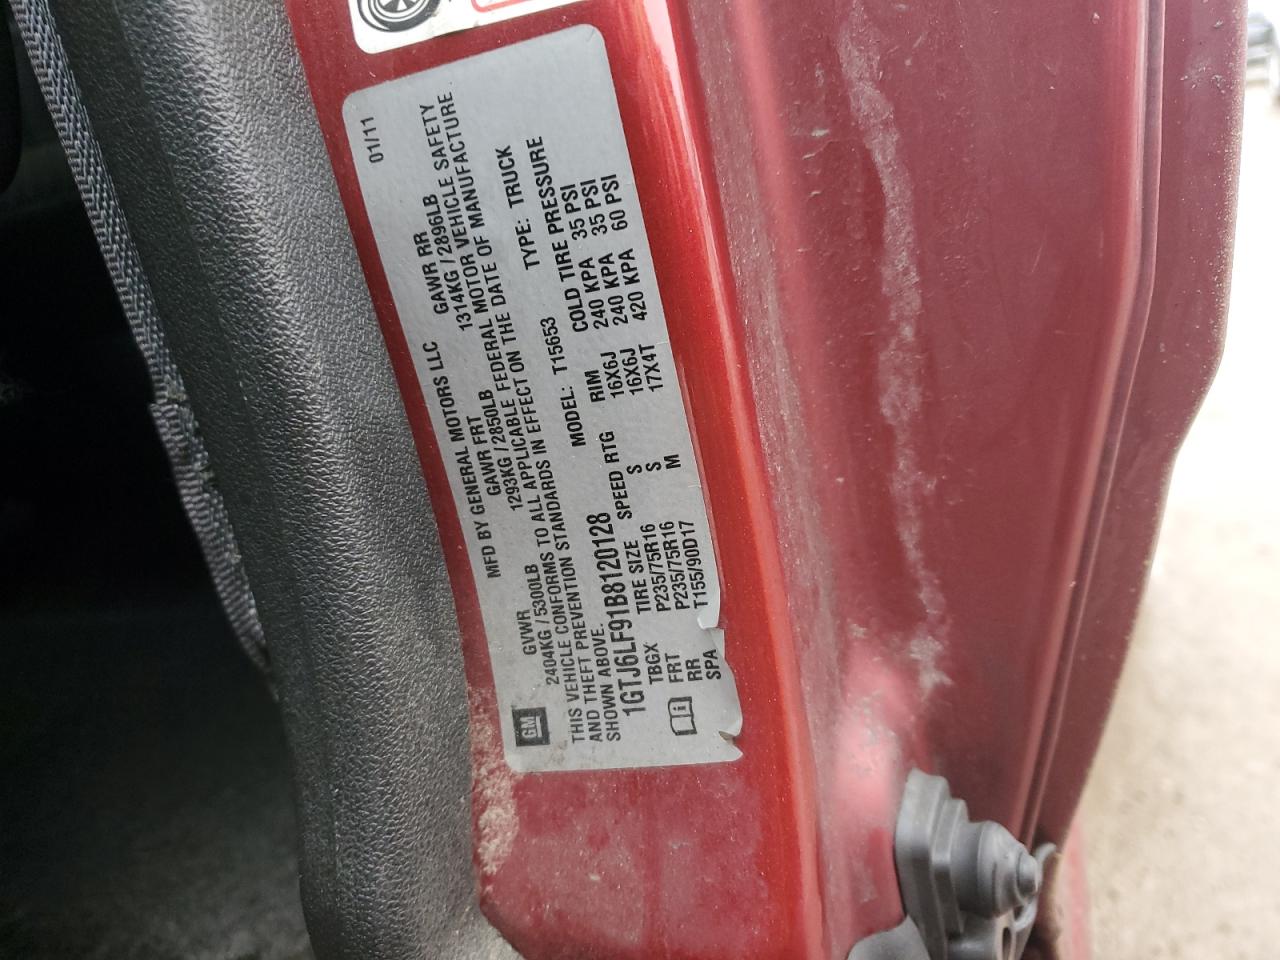 MFD BY GENERAL MOTORS LLC 01/11
GVWR GAWR FRT GAWR RR
2404KG / 5300LB 1293KG / 2850LB 1314KG / 2896LB
THIS VEHICLE CONFORMS TO ALL APPLICABLE FEDERAL MOTOR VEHICLE SAFETY
AND THEFT PREVENTION STANDARDS IN EFFECT ON THE DATE OF MANUFACTURE
SHOWN ABOVE.
1GTJ6LF91B8120128 MODEL: T15653 TYPE: TRUCK
TBGX TIRE SIZE SPEED RTG RIM COLD TIRE PRESSURE
FRT P235/75R16 S 16X6J 240 KPA 35 PSI
RR P235/75R16 S 16X6J 240 KPA 35 PSI
SPA T155/90D17 M 17X4T 420 KPA 60 PSI
GM